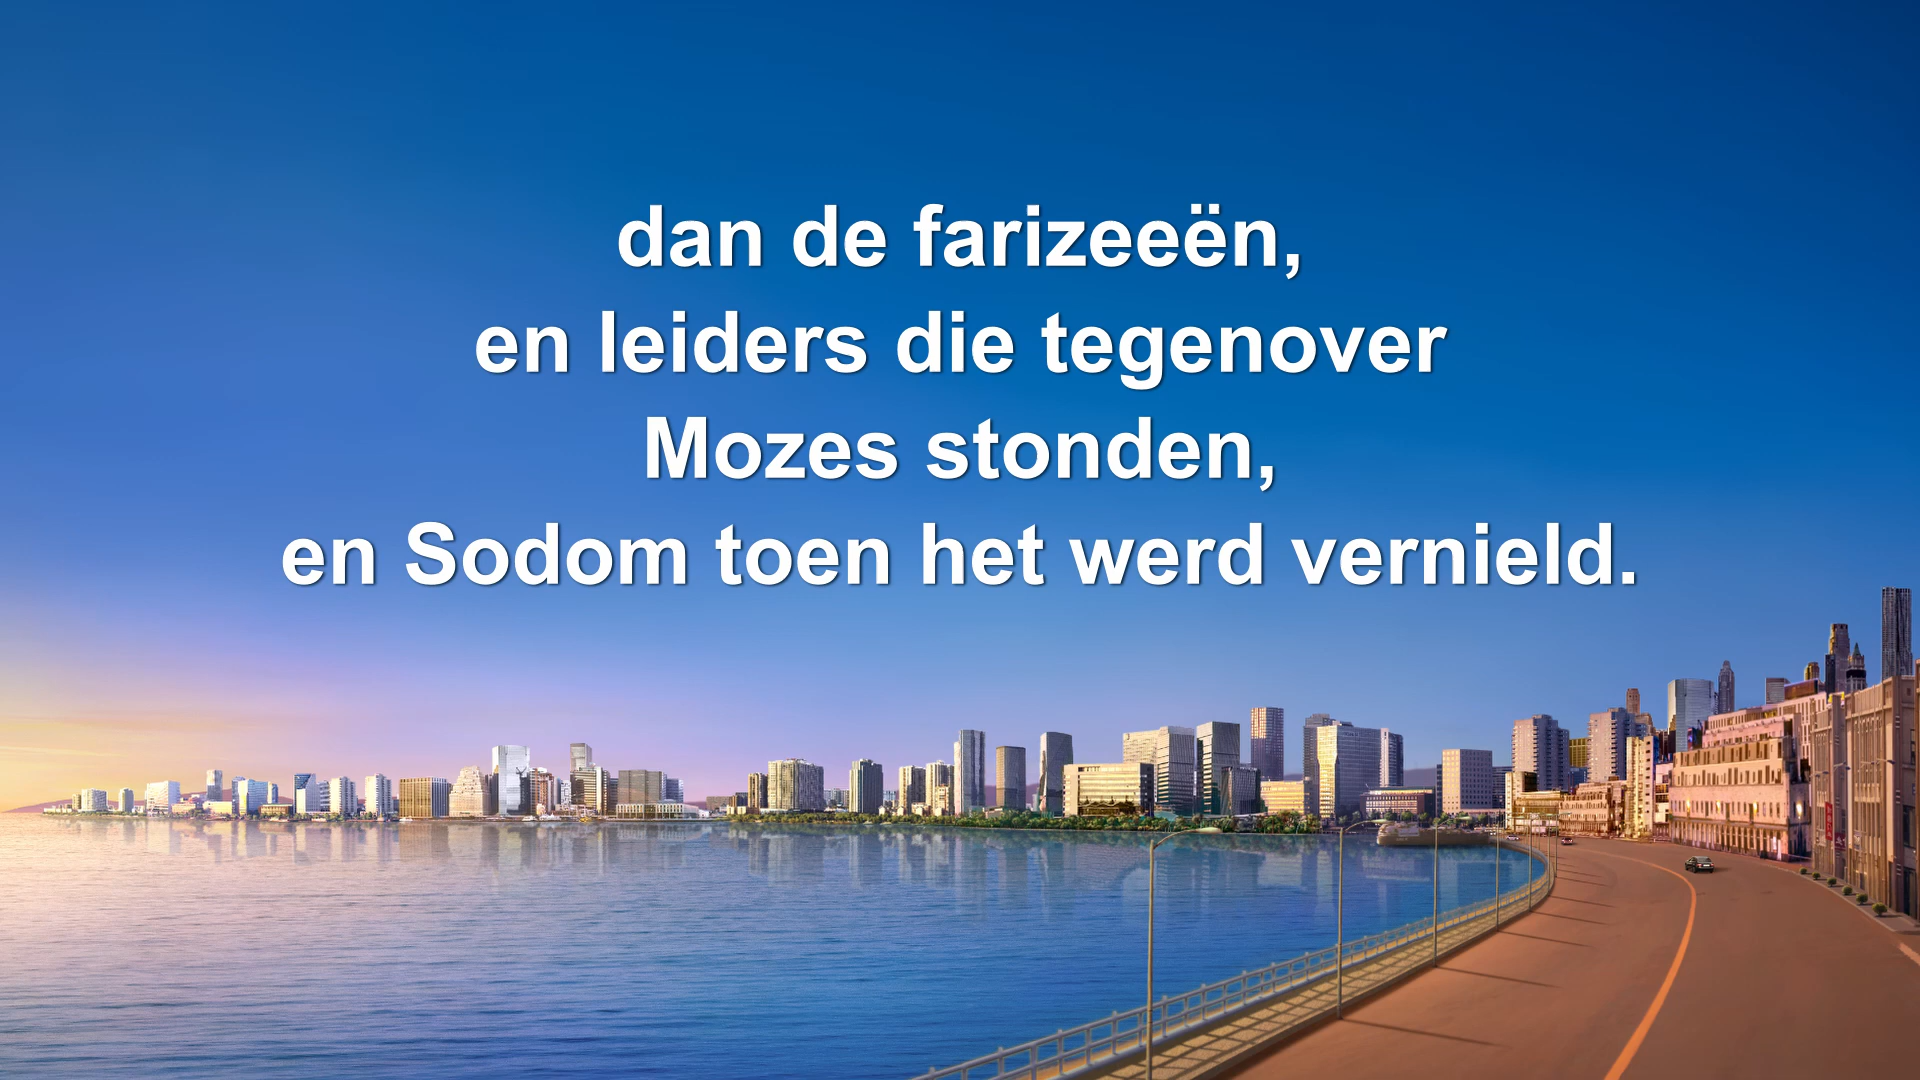 dan de farizeeën,
en leiders die tegenover
Mozes stonden,
en Sodom toen het werd vernield.